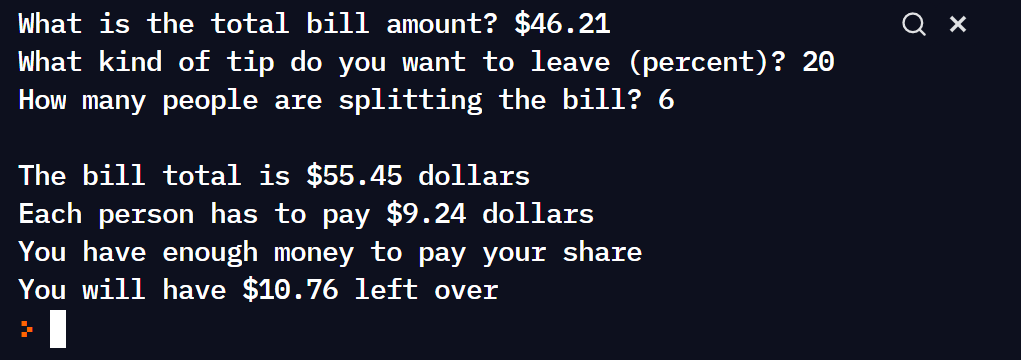 What is the total bill amount? $46.21
What kind of tip do you want to leave (percent)? 20
How many people are splitting the bill? 6
The bill total is $55.45 dollars
Each person has to pay $9.24 dollars
You have enough money to pay your share
You will have $10.76 left over